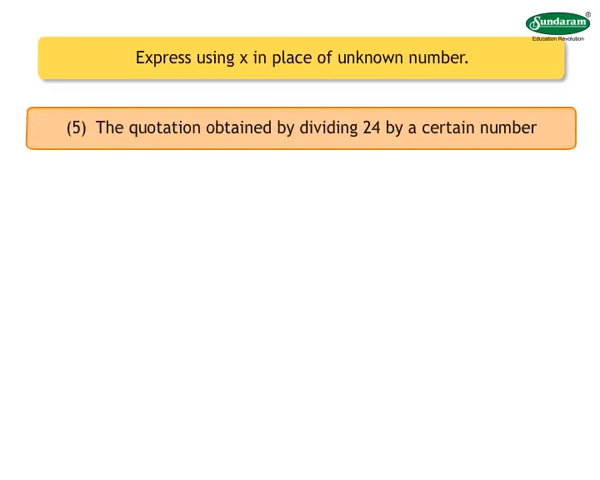 Sundaram®
Education Revolution
Express using x in place of unknown number.
(5) The quotation obtained by dividing 24 by a certain number